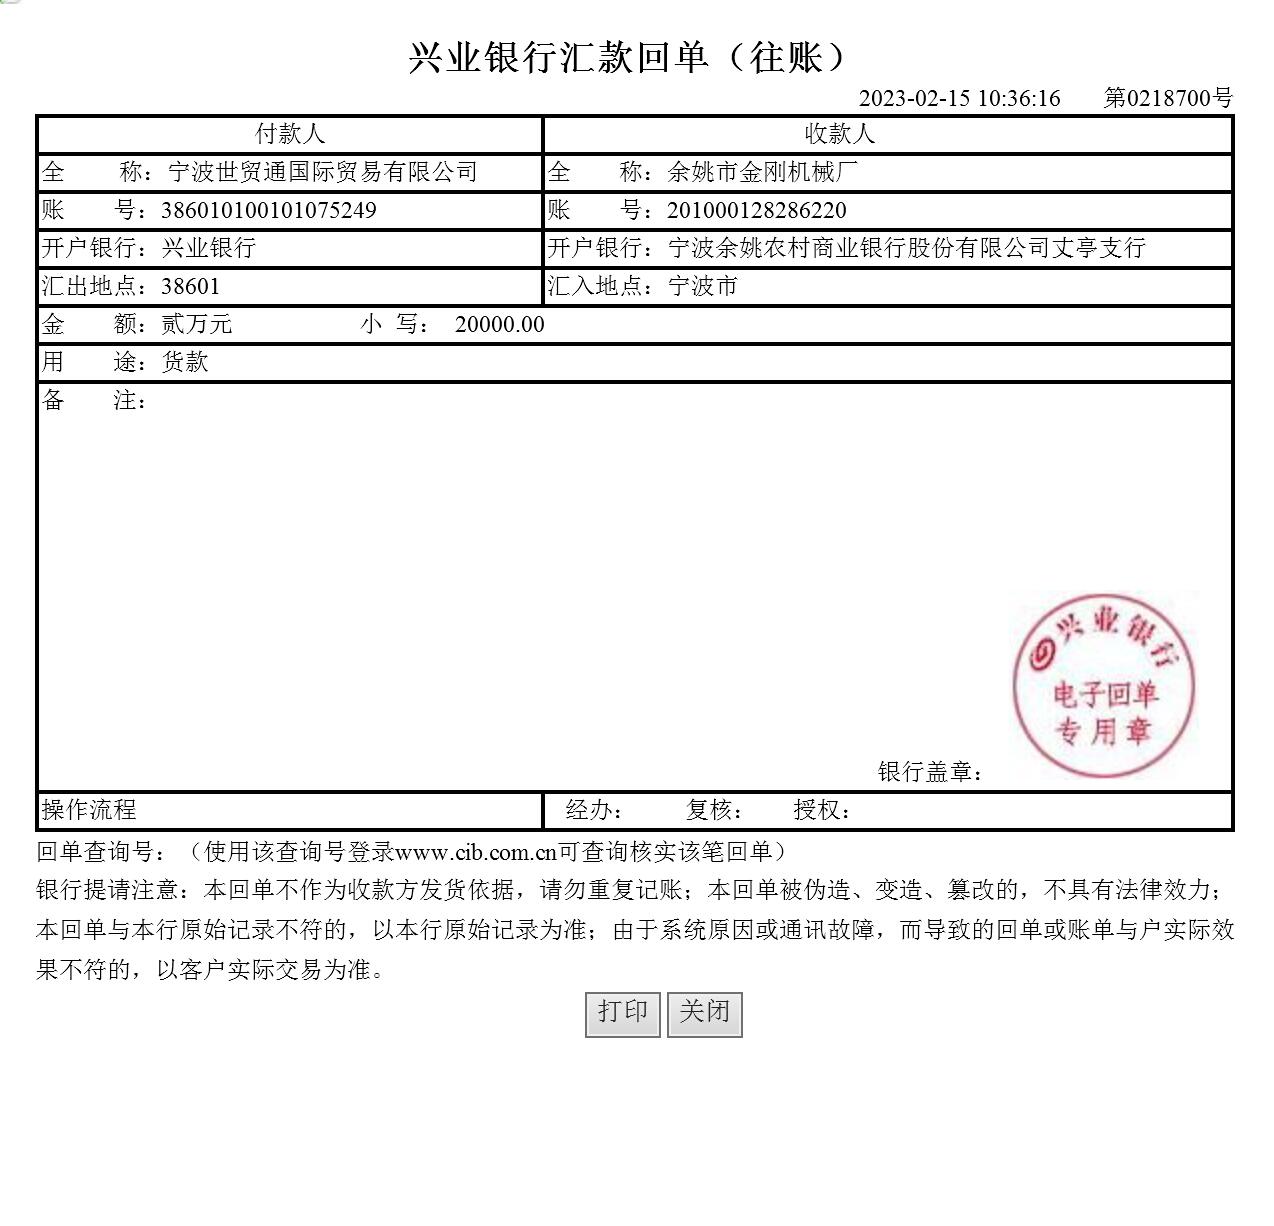 兴业银行汇款回单（往账）
2023-02-15 10:36:16 第0218700号
付款人 收款人
全 称：宁波世贸通国际贸易有限公司 全 称：余姚市金刚机械厂
账 号：386010100101075249 账 号：201000128286220
开户银行：兴业银行 开户银行：宁波余姚农村商业银行股份有限公司丈亭支行
汇出地点：38601 汇入地点：宁波市
金 额：贰万元 小 写： 20000.00
用 途：货款
备 注：
兴业银行
电子回单
专用章
银行盖章：
操作流程 经办： 复核： 授权：
回单查询号：（使用该查询号登录www.cib.com.cn可查询核实该笔回单）
银行提请注意：本回单不作为收款方发货依据，请勿重复记账；本回单被伪造、变造、篡改的，不具有法律效力；
本回单与本行原始记录不符的，以本行原始记录为准；由于系统原因或通讯故障，而导致的回单或账单与户实际效
果不符的，以客户实际交易为准。
打印 关闭